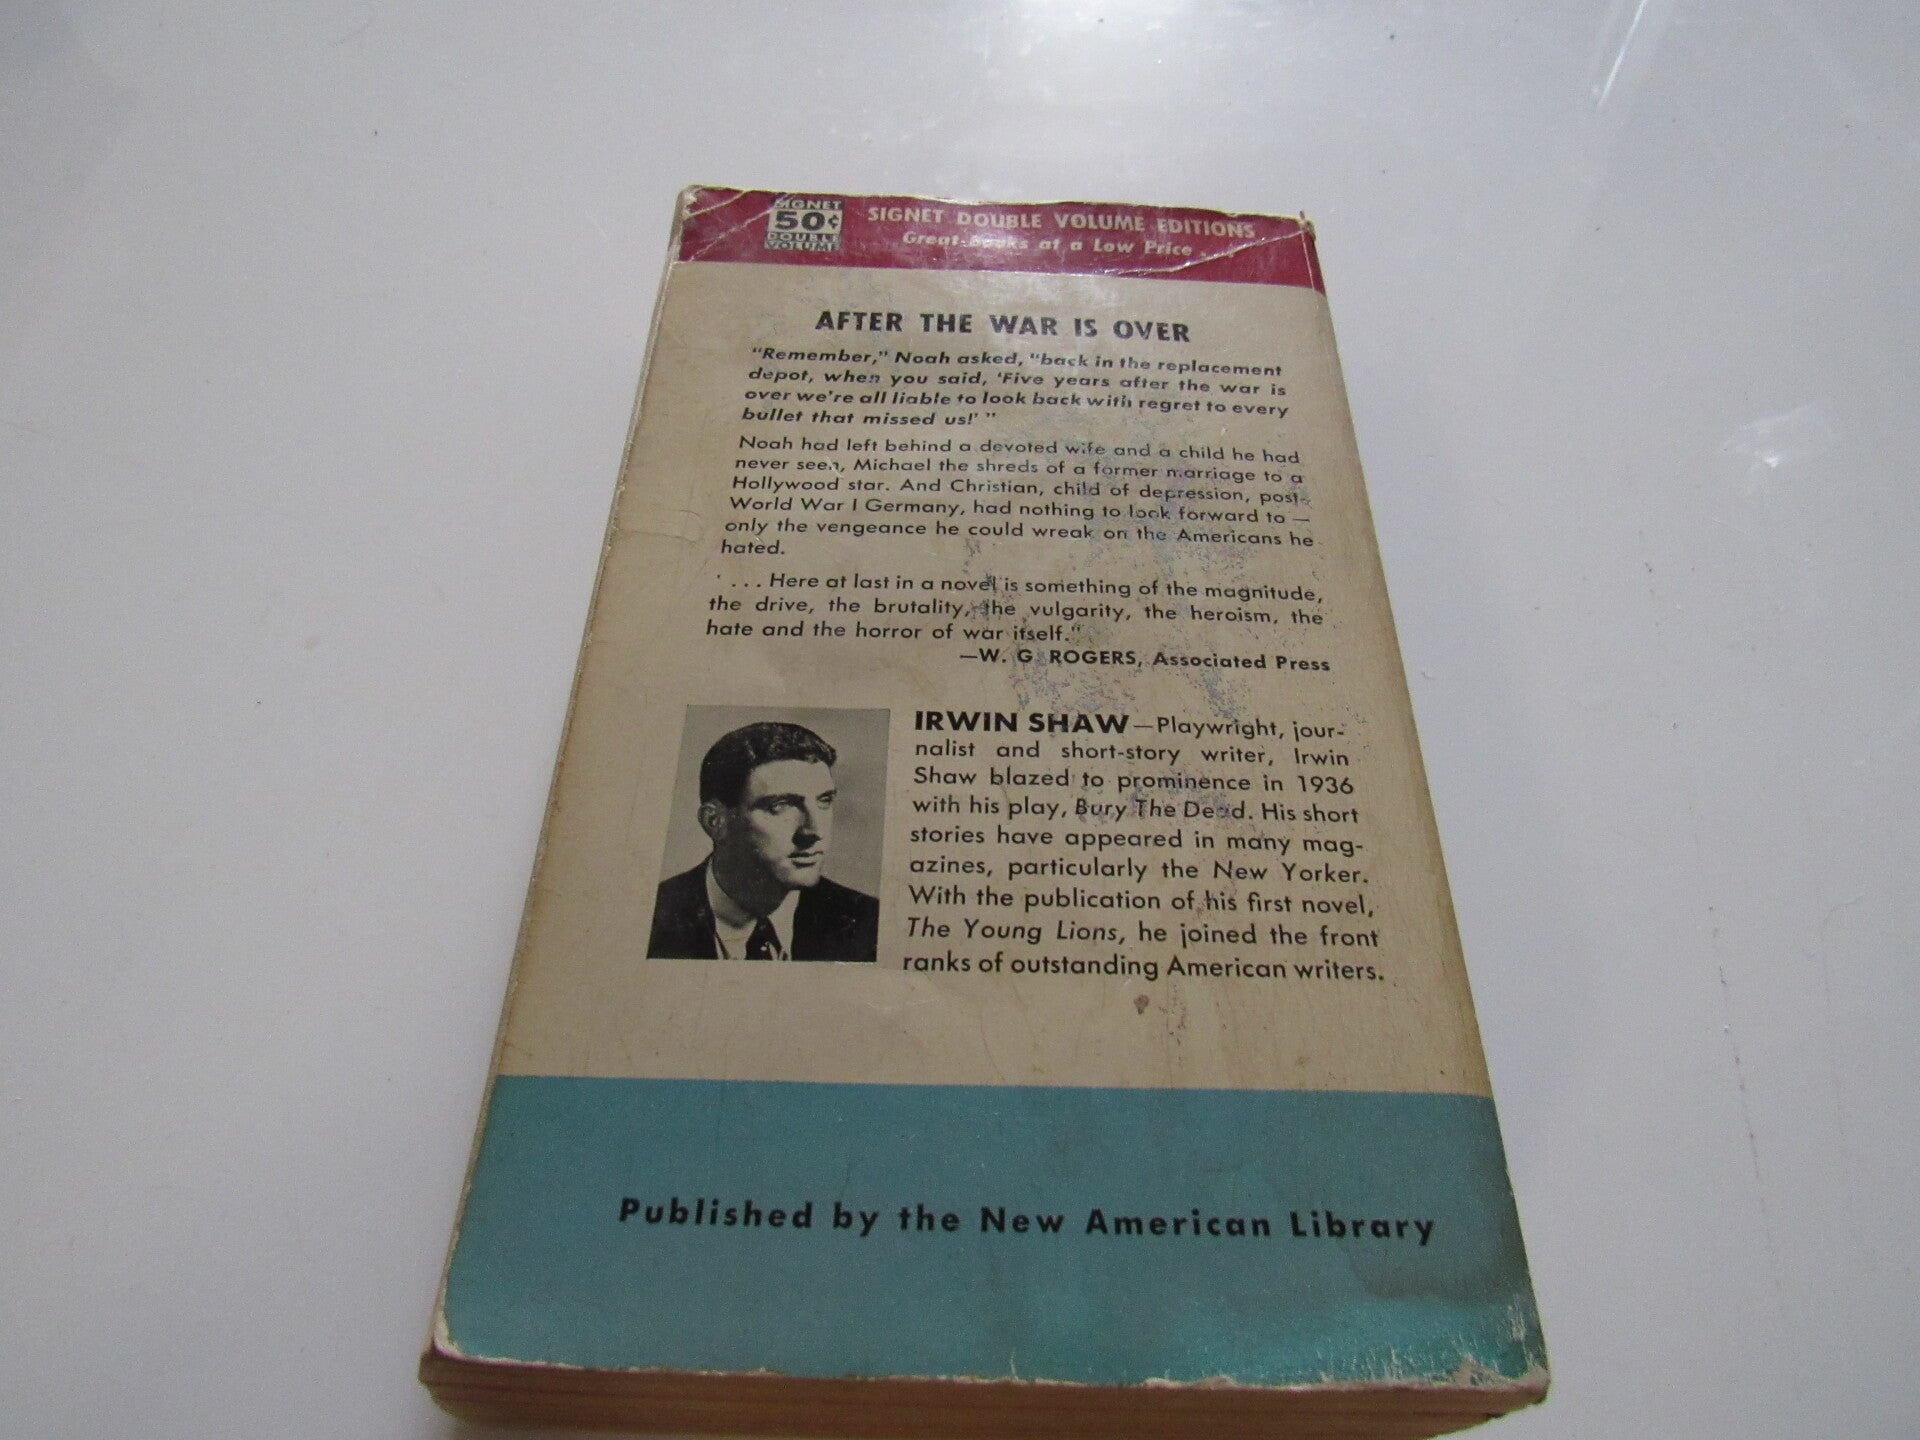 SIGNET
50¢
DOUBLE
VOLUME
SIGNET DOUBLE VOLUME EDITIONS
Great Books at a Low Price . . .
AFTER THE WAR IS OVER
"Remember," Noah asked, "back in the replacement
depot, when you said, 'Five years after the war is
over we're all liable to look back with regret to every
bullet that missed us!' "
Noah had left behind a devoted wife and a child he had
never seen, Michael the shreds of a former marriage to a
Hollywood star. And Christian, child of depression, post-
World War I Germany, had nothing to look forward to —
only the vengeance he could wreak on the Americans he
hated.
' . . . Here at last in a novel is something of the magnitude,
the drive, the brutality, the vulgarity, the heroism, the
hate and the horror of war itself."
—W. G. ROGERS, Associated Press
IRWIN SHAW—Playwright, jour-
nalist and short-story writer, Irwin
Shaw blazed to prominence in 1936
with his play, Bury The Dead. His short
stories have appeared in many mag-
azines, particularly the New Yorker.
With the publication of his first novel,
The Young Lions, he joined the front
ranks of outstanding American writers.
Published by the New American Library